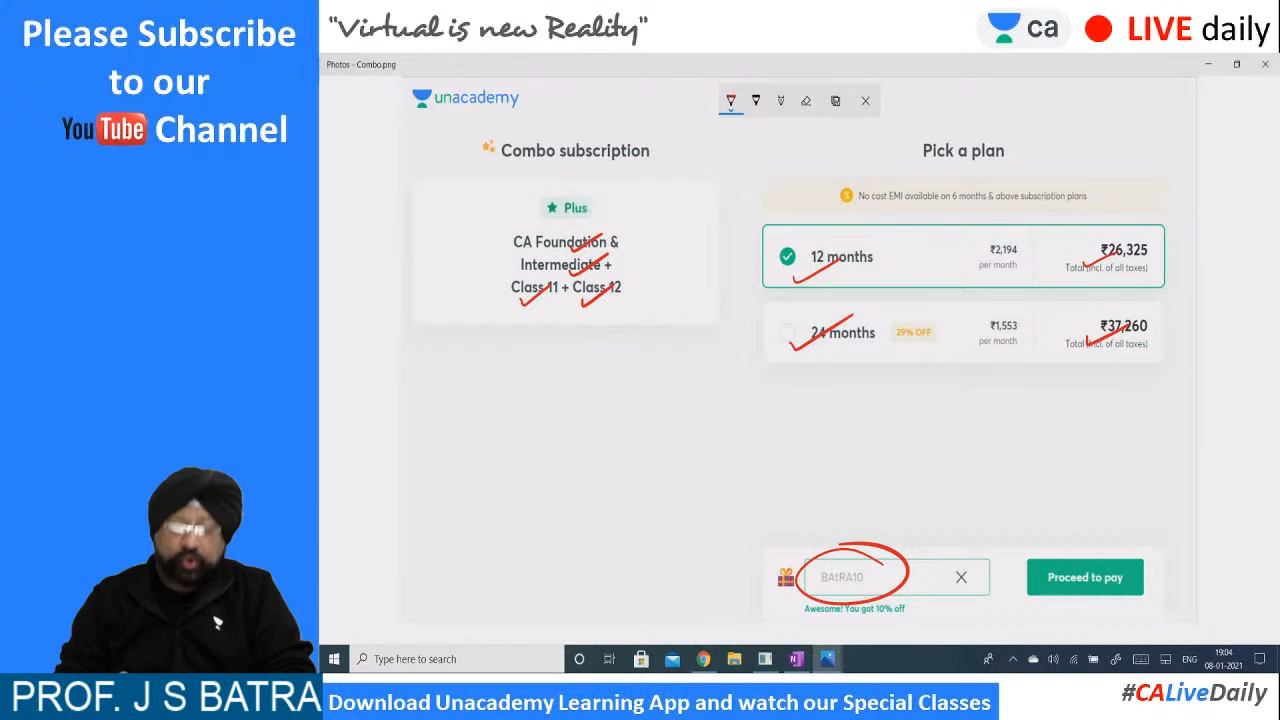 Please Subscribe
to our
YouTube Channel
"Virtual is new Reality"
ca
LIVE daily
Photos - Combo.png
unacademy
Combo subscription
Plus
CA Foundation &
Intermediate +
Class 11 + Class 12
Pick a plan
No cost EMI available on 6 months & above subscription plans
12 months
₹2,194
per month
₹26,325
Total (incl. of all taxes)
24 months
29% OFF
₹1,553
per month
₹37,260
Total (incl. of all taxes)
BAtRA10
Awesome! You got 10% off
Proceed to pay
Type here to search
ENG
19:04
08-01-2021
PROF. J S BATRA
Download Unacademy Learning App and watch our Special Classes
#CALiveDaily